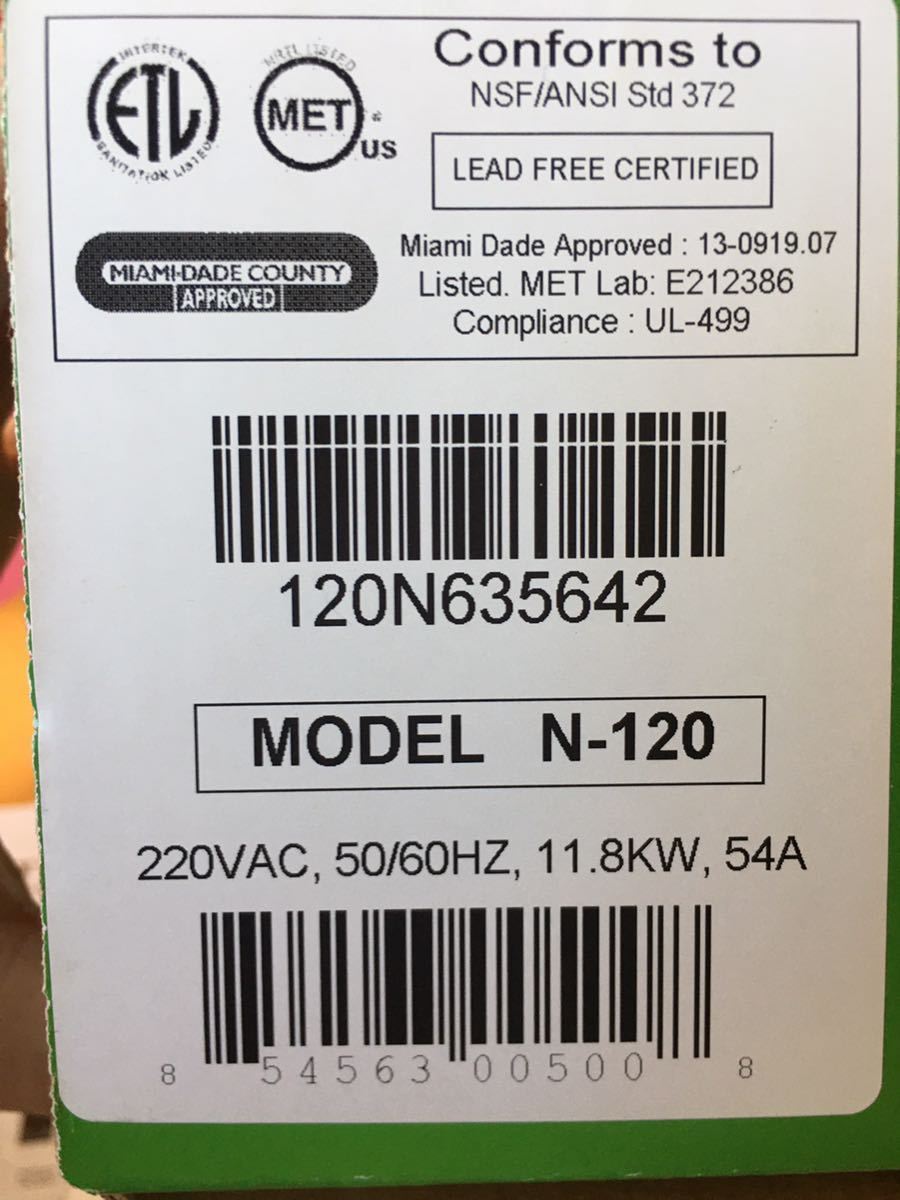 INTERTEK
ETL
SANITATION LISTED
NRTL LISTED
MET
US
Conforms to
NSF/ANSI Std 372
LEAD FREE CERTIFIED
MIAMI-DADE COUNTY
APPROVED
Miami Dade Approved : 13-0919.07
Listed. MET Lab: E212386
Compliance : UL-499
120N635642
MODEL N-120
220VAC, 50/60HZ, 11.8KW, 54A
8 54563 00500 8